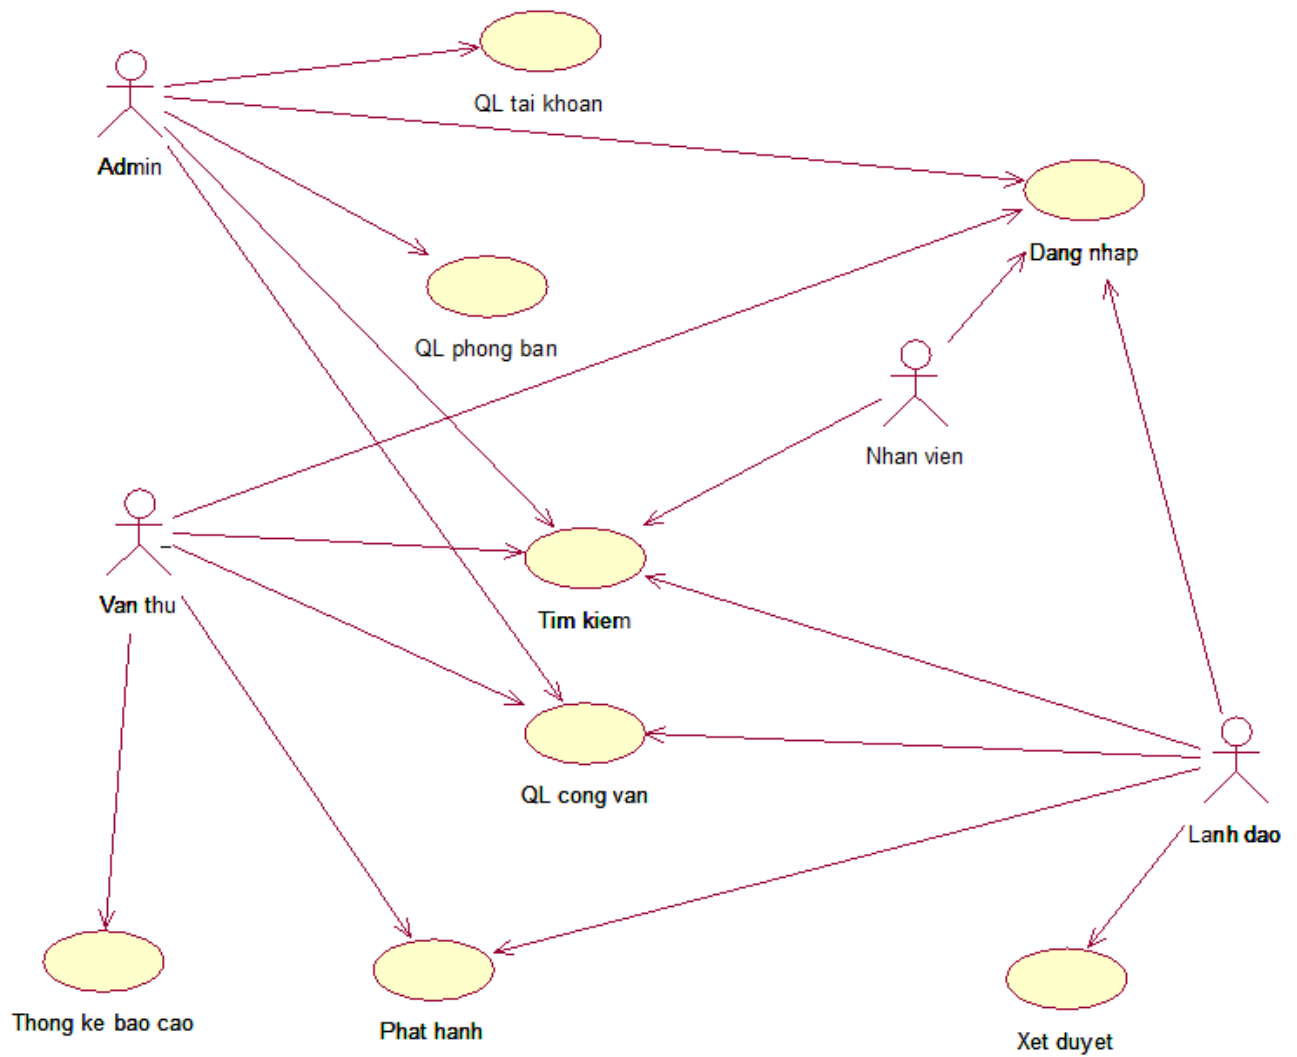 QL tai khoan
Admin
Dang nhap
QL phong ban
Nhan vien
Van thu
Tim kiem
QL cong van
Lanh dao
Thong ke bao cao
Phat hanh
Xet duyet